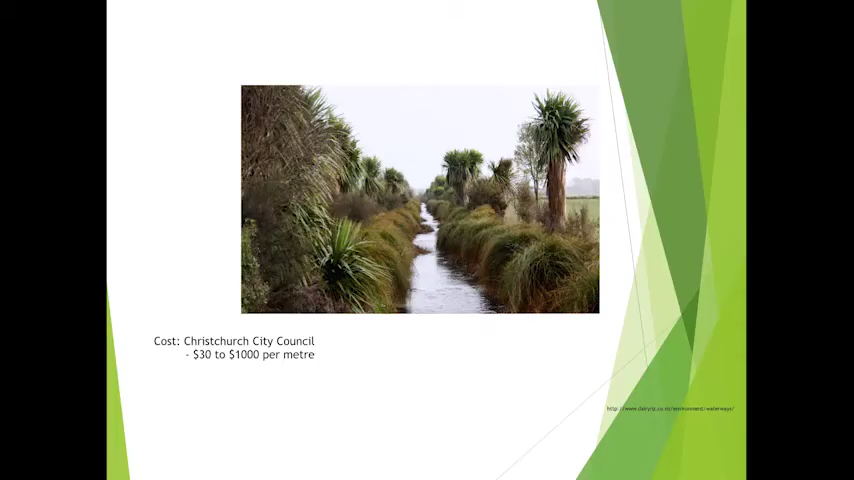 Cost: Christchurch City Council
- $30 to $1000 per metre
http://www.dairynz.co.nz/environment/waterways/